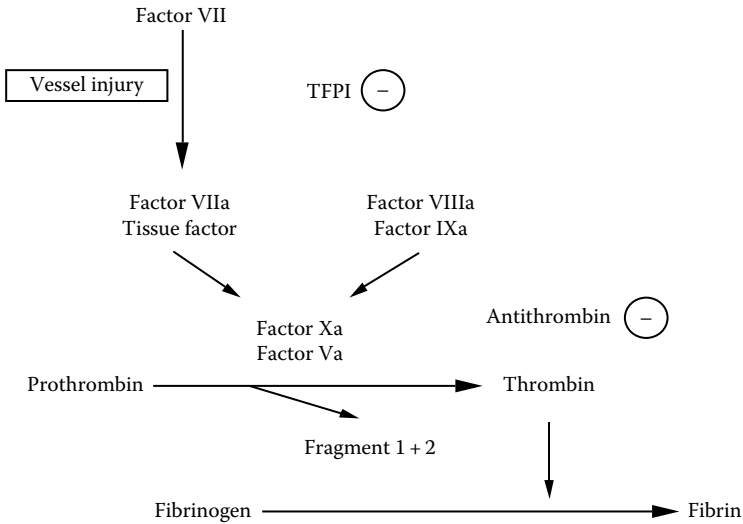 Factor VII
Vessel injury
TFPI −
Factor VIIa
Tissue factor
Factor VIIIa
Factor IXa
Factor Xa
Factor Va
Antithrombin −
Prothrombin
Thrombin
Fragment 1 + 2
Fibrinogen
Fibrin